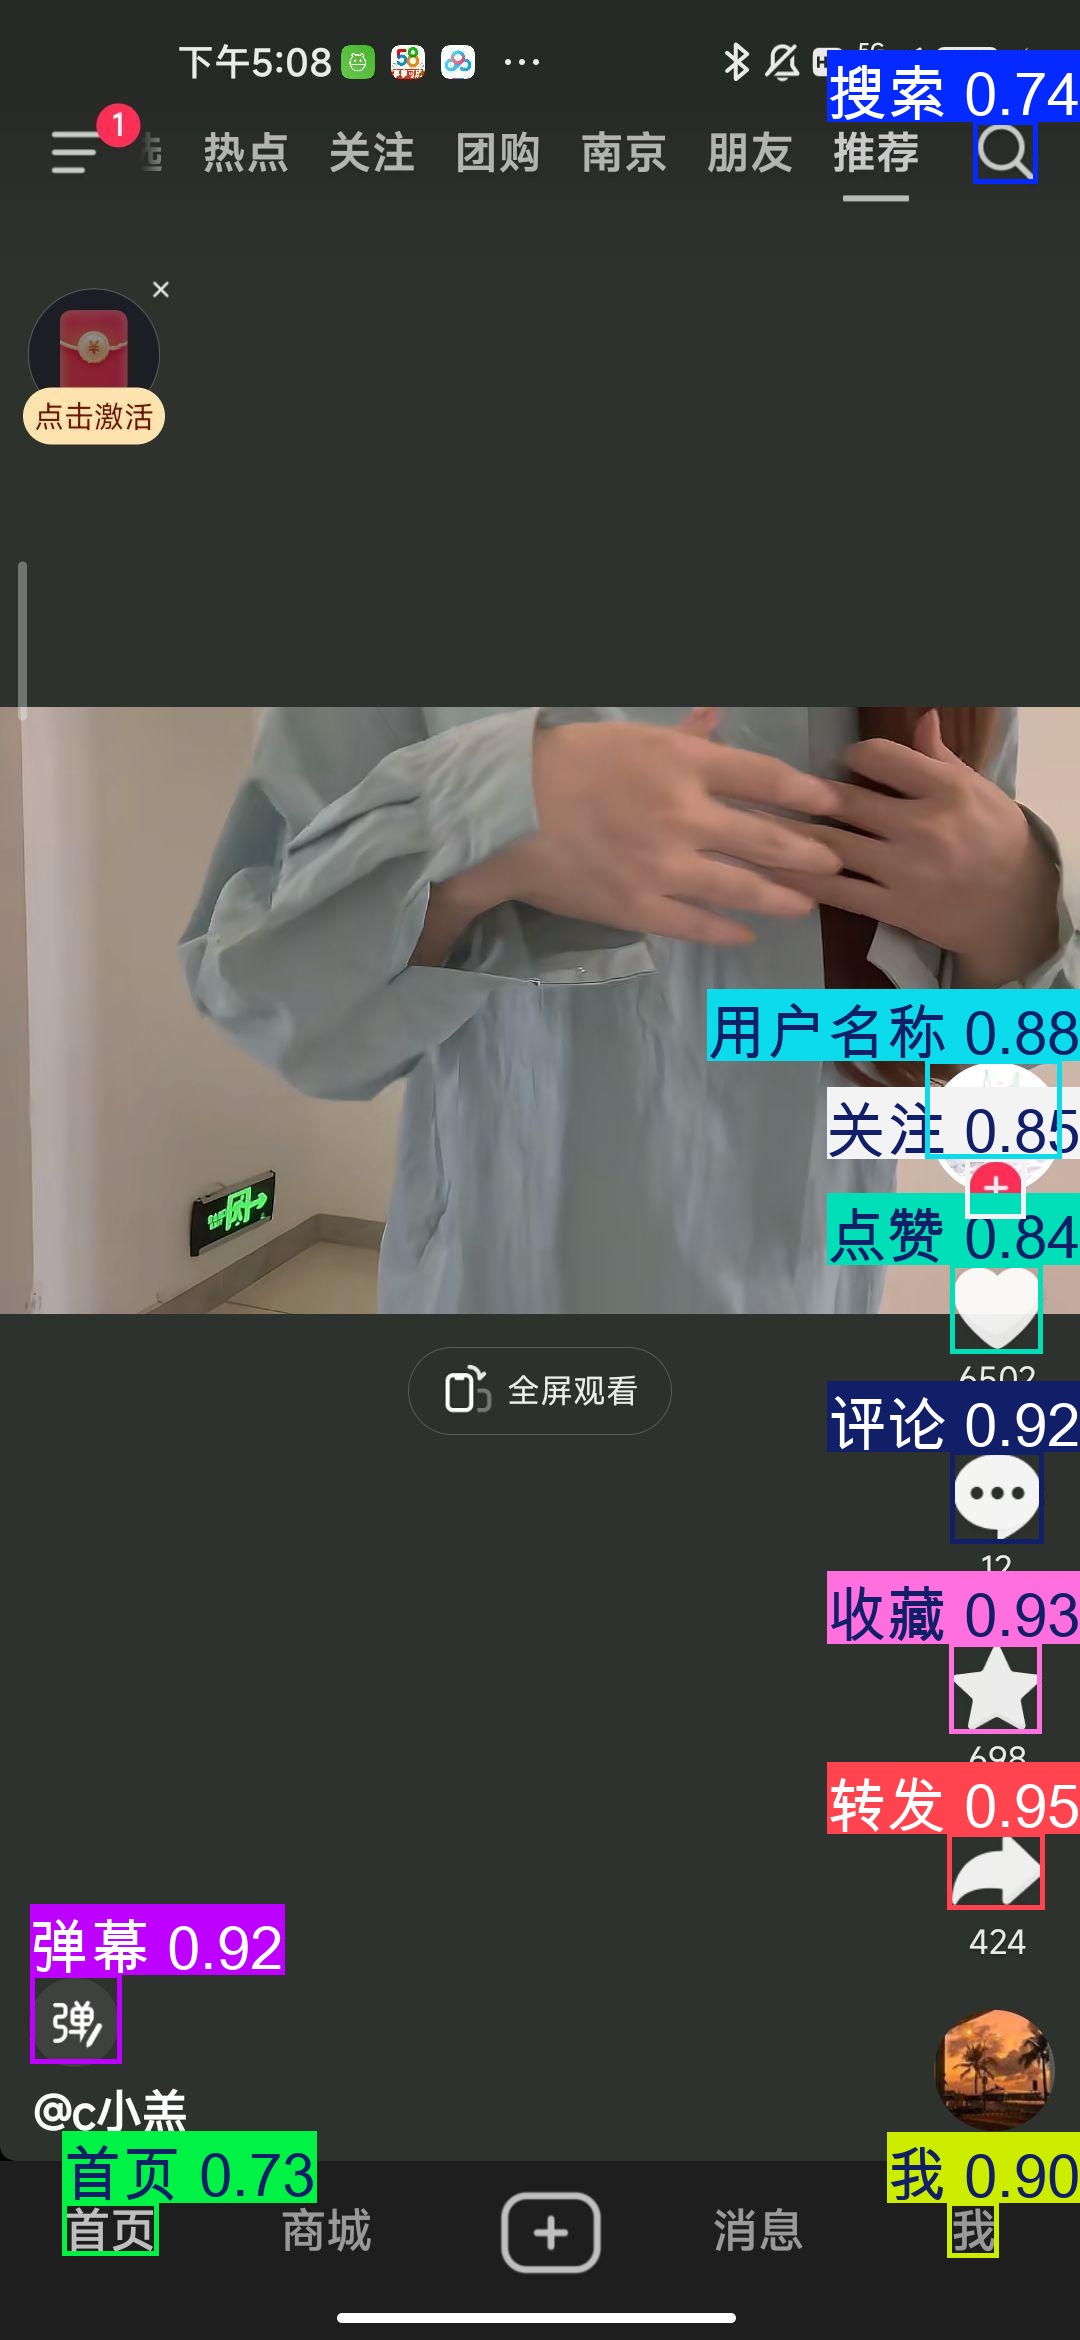 下午5:08
搜索 0.74
1
热点 关注 团购 南京 朋友 推荐
点击激活
用户名称 0.88
关注 0.85
点赞 0.84
6502
全屏观看
评论 0.92
12
收藏 0.93
698
转发 0.95
424
弹幕 0.92
弹
@c小羔
首页 0.73
我 0.90
首页 商城 消息 我